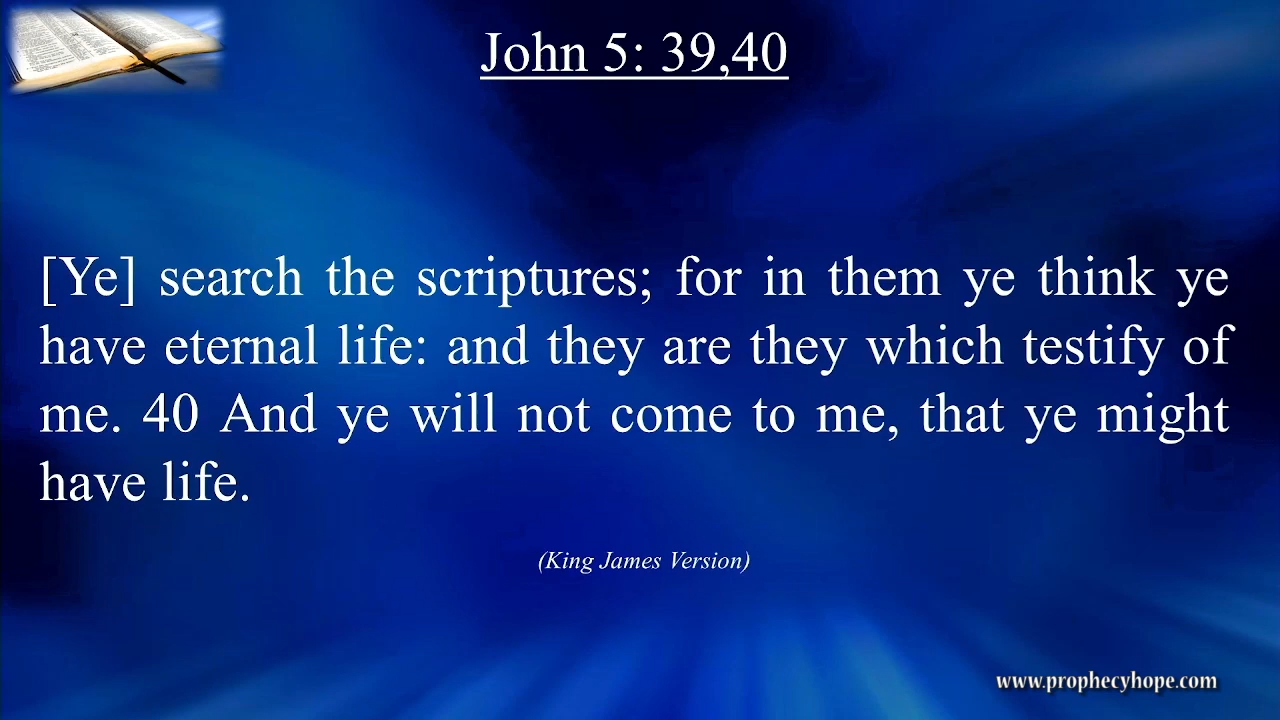 John 5: 39,40
[Ye] search the scriptures; for in them ye think ye
have eternal life: and they are they which testify of
me. 40 And ye will not come to me, that ye might
have life.
(King James Version)
www.prophecyhope.com